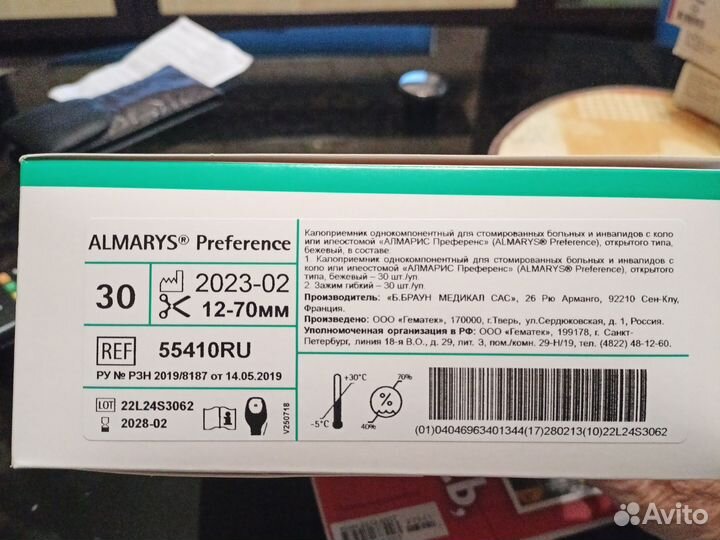 ALMARYS® Preference
30
2023-02
12-70мм
REF 55410RU
РУ № РЗН 2019/8187 от 14.05.2019
LOT 22L24S3062
2028-02
V250718
Калоприемник однокомпонентный для стомированных больных и инвалидов с коло
или илеостомой «АЛМАРИС Преференс» (ALMARYS® Preference), открытого типа,
бежевый, в составе
1. Калоприемник однокомпонентный для стомированных больных и инвалидов с
коло или илеостомой «АЛМАРИС Преференс» (ALMARYS® Preference), открытого типа,
бежевый - 30 шт./уп.
2. Зажим гибкий – 30 шт./уп.
Производитель: «Б.БРАУН МЕДИКАЛ САС», 26 Рю Арманго, 92210 Сен-Клу,
Франция.
Произведено: ООО "Гематек", 170000, г.Тверь, ул.Сердюковская, д. 1, Россия.
Уполномоченная организация в РФ: ООО "Гематек", 199178, г. Санкт-
Петербург, линия 18-я В.О., д. 29, лит. З, пом./комн. 29-Н/19, тел. (4822) 48-12-60.
+30°C
-5°C
70%
%
40%
(01)04046963401344(17)280213(10)22L24S3062
Avito